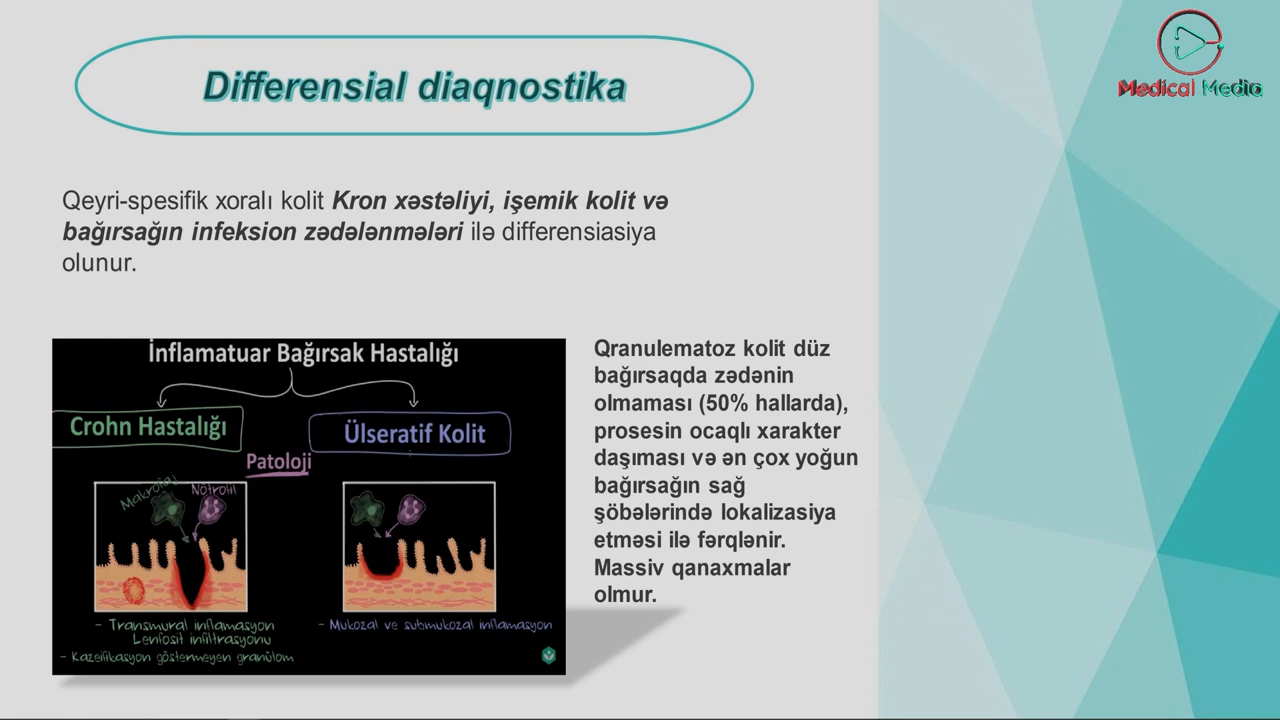 Differensial diaqnostika
Medical Media
Qeyri-spesifik xoralı kolit Kron xəstəliyi, işemik kolit və
bağırsağın infeksion zədələnmələri ilə differensiasiya
olunur.
İnflamatuar Bağırsak Hastalığı
Crohn Hastalığı
Ülseratif Kolit
Patoloji
Makrofaj
Nötrofil
- Transmural inflamasyon
Lenfosit infiltrasyonu
- Kazeifikasyon göstermeyen granülom
- Mukozal ve submukozal inflamasyon
Qranulematoz kolit düz
bağırsaqda zədənin
olmaması (50% hallarda),
prosesin ocaqlı xarakter
daşıması və ən çox yoğun
bağırsağın sağ
şöbələrində lokalizasiya
etməsi ilə fərqlənir.
Massiv qanaxmalar
olmur.